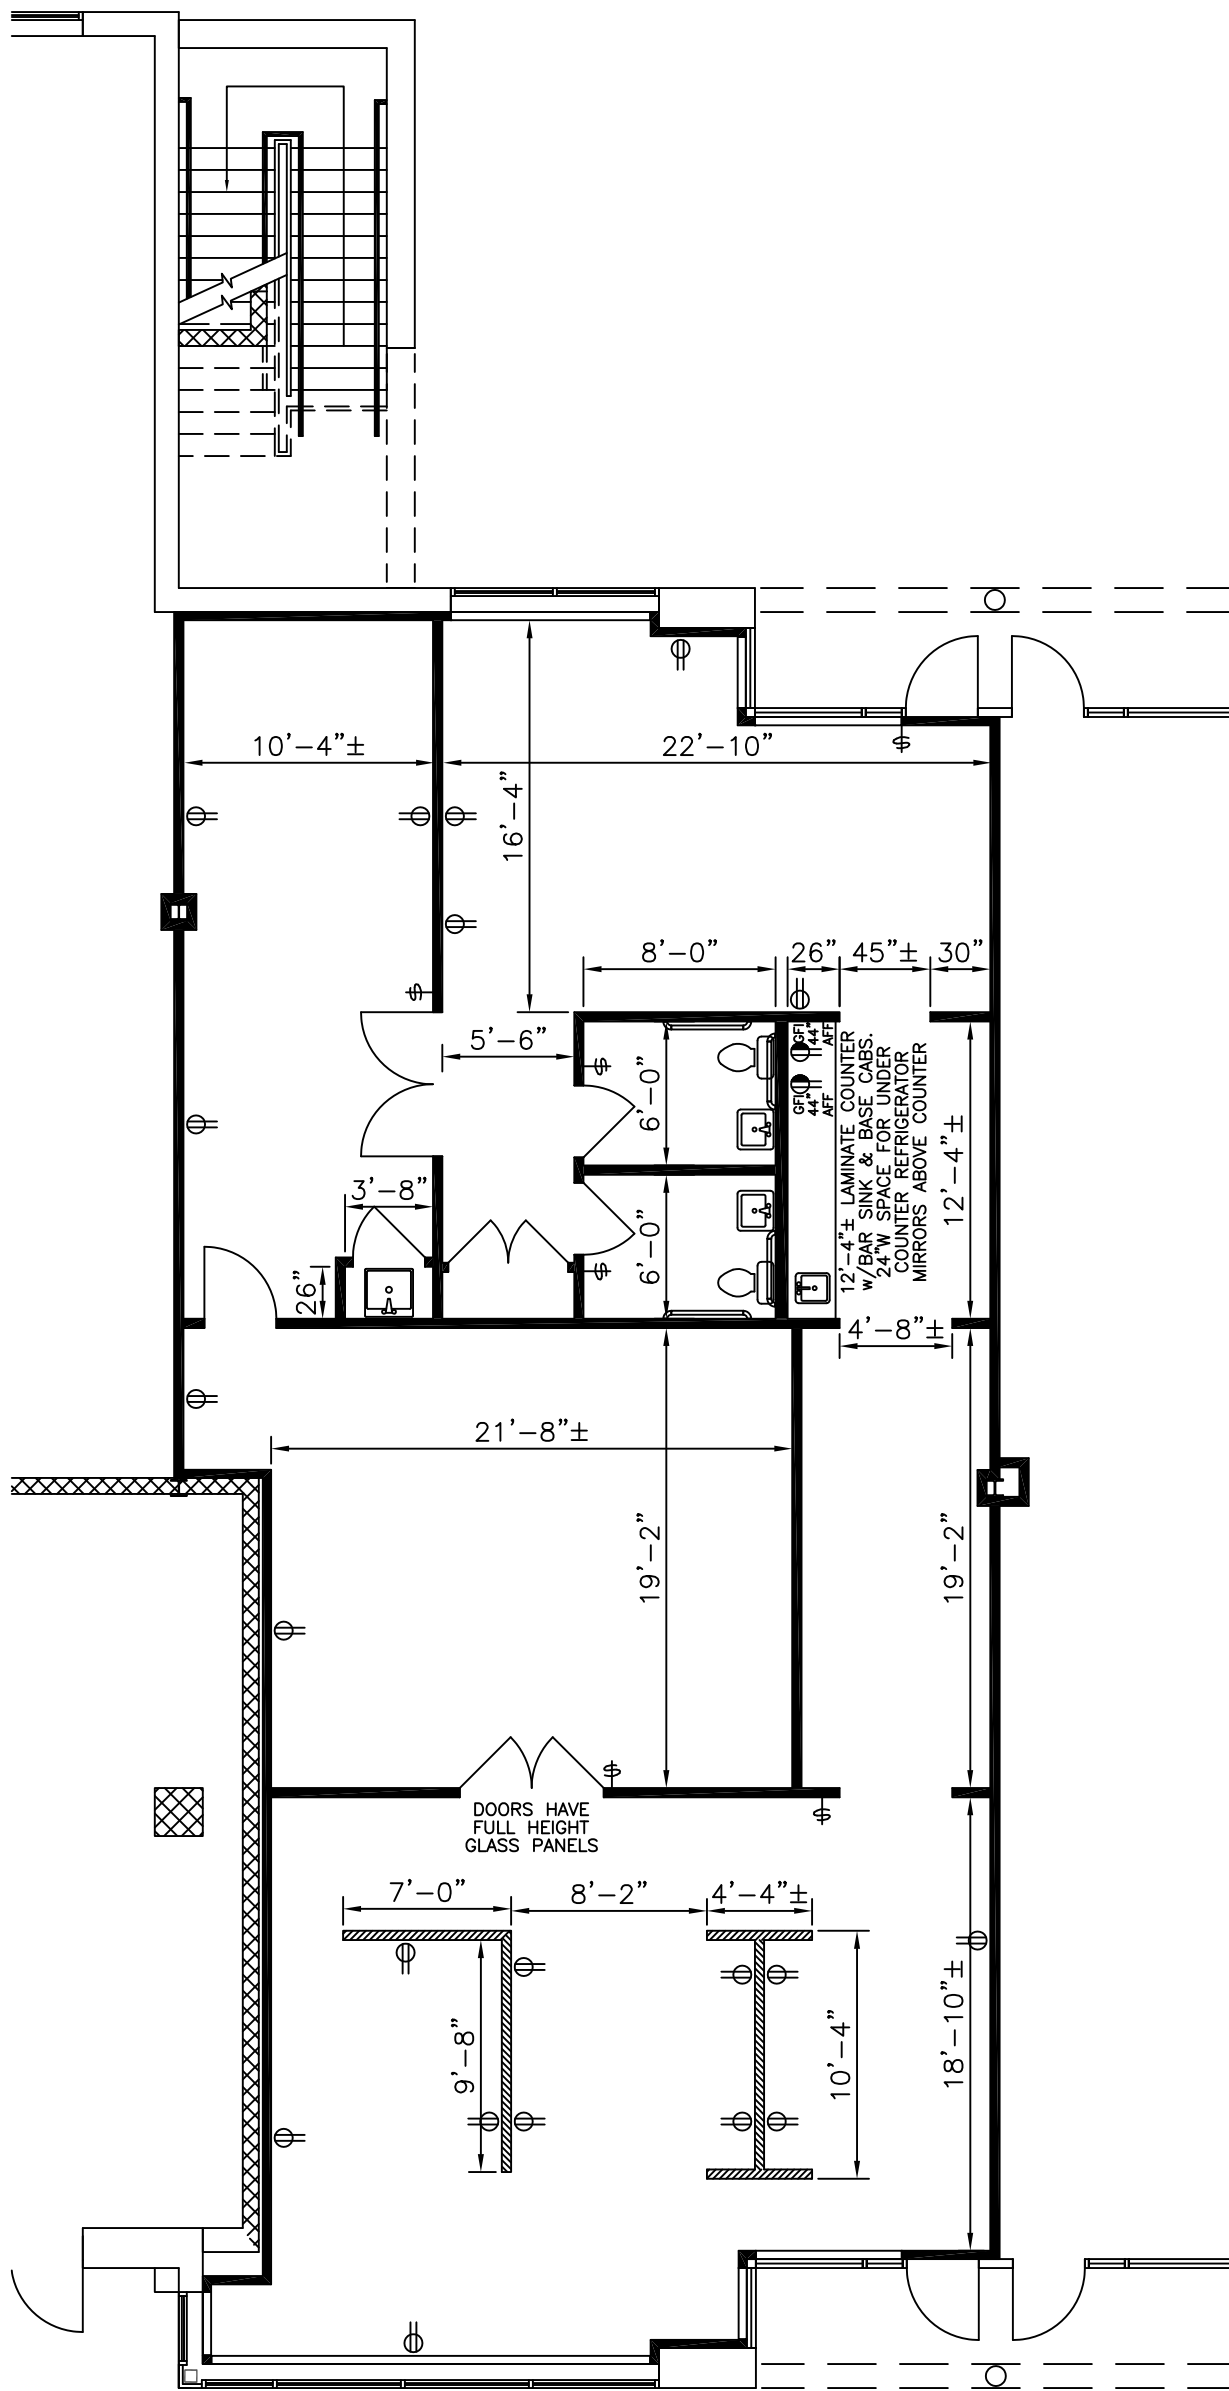 10'-4"±
22'-10"
16'-4"
8'-0"
26"
45"±
30"
5'-6"
6'-0"
GFI
44"
AFF
GFI
44"
AFF
12'-4"± LAMINATE COUNTER
w/BAR SINK & BASE CABS.
24"W SPACE FOR UNDER
COUNTER REFRIGERATOR
MIRRORS ABOVE COUNTER
12'-4"±
3'-8"
6'-0"
26"
4'-8"±
21'-8"±
19'-2"
19'-2"
DOORS HAVE
FULL HEIGHT
GLASS PANELS
7'-0"
8'-2"
4'-4"±
9'-8"
10'-4"
18'-10"±